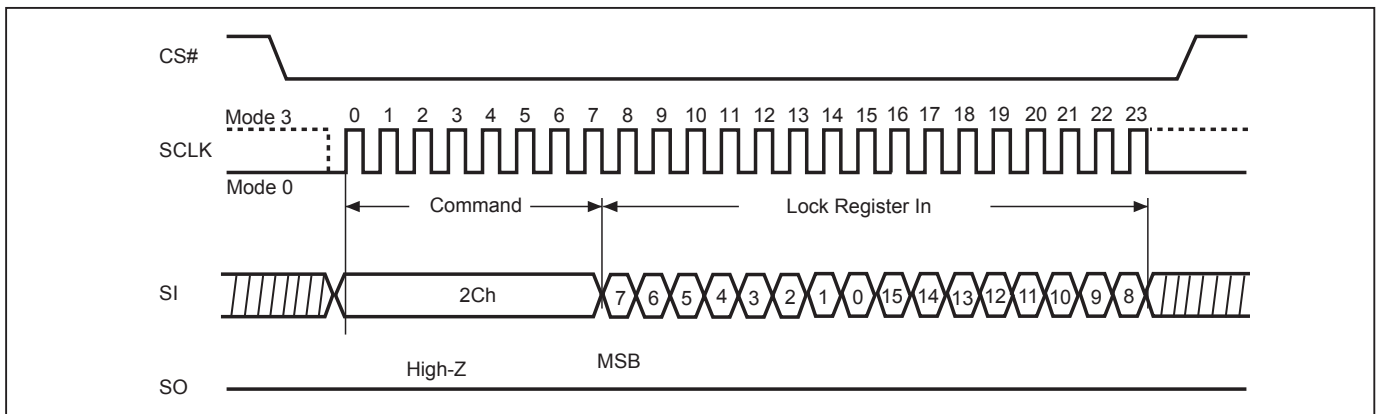 CS#
Mode 3
0 1 2 3 4 5 6 7 8 9 10 11 12 13 14 15 16 17 18 19 20 21 22 23
SCLK
Mode 0
Command
Lock Register In
SI
2Ch
7 6 5 4 3 2 1 0 15 14 13 12 11 10 9 8
High-Z
MSB
SO